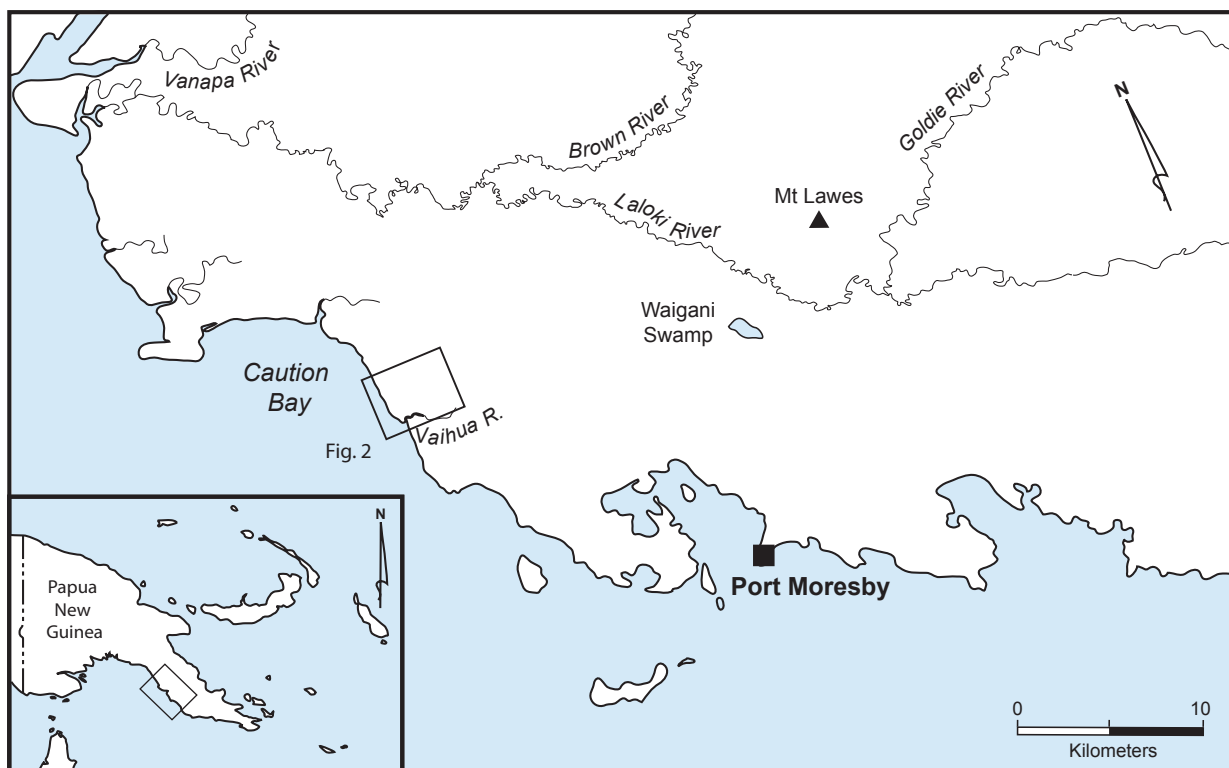 Vanapa River
Brown River
Goldie River
N
Mt Lawes
Laloki River
Waigani
Swamp
Caution
Bay
Vaihua R.
Fig. 2
N
Papua
New
Guinea
Port Moresby
0
10
Kilometers